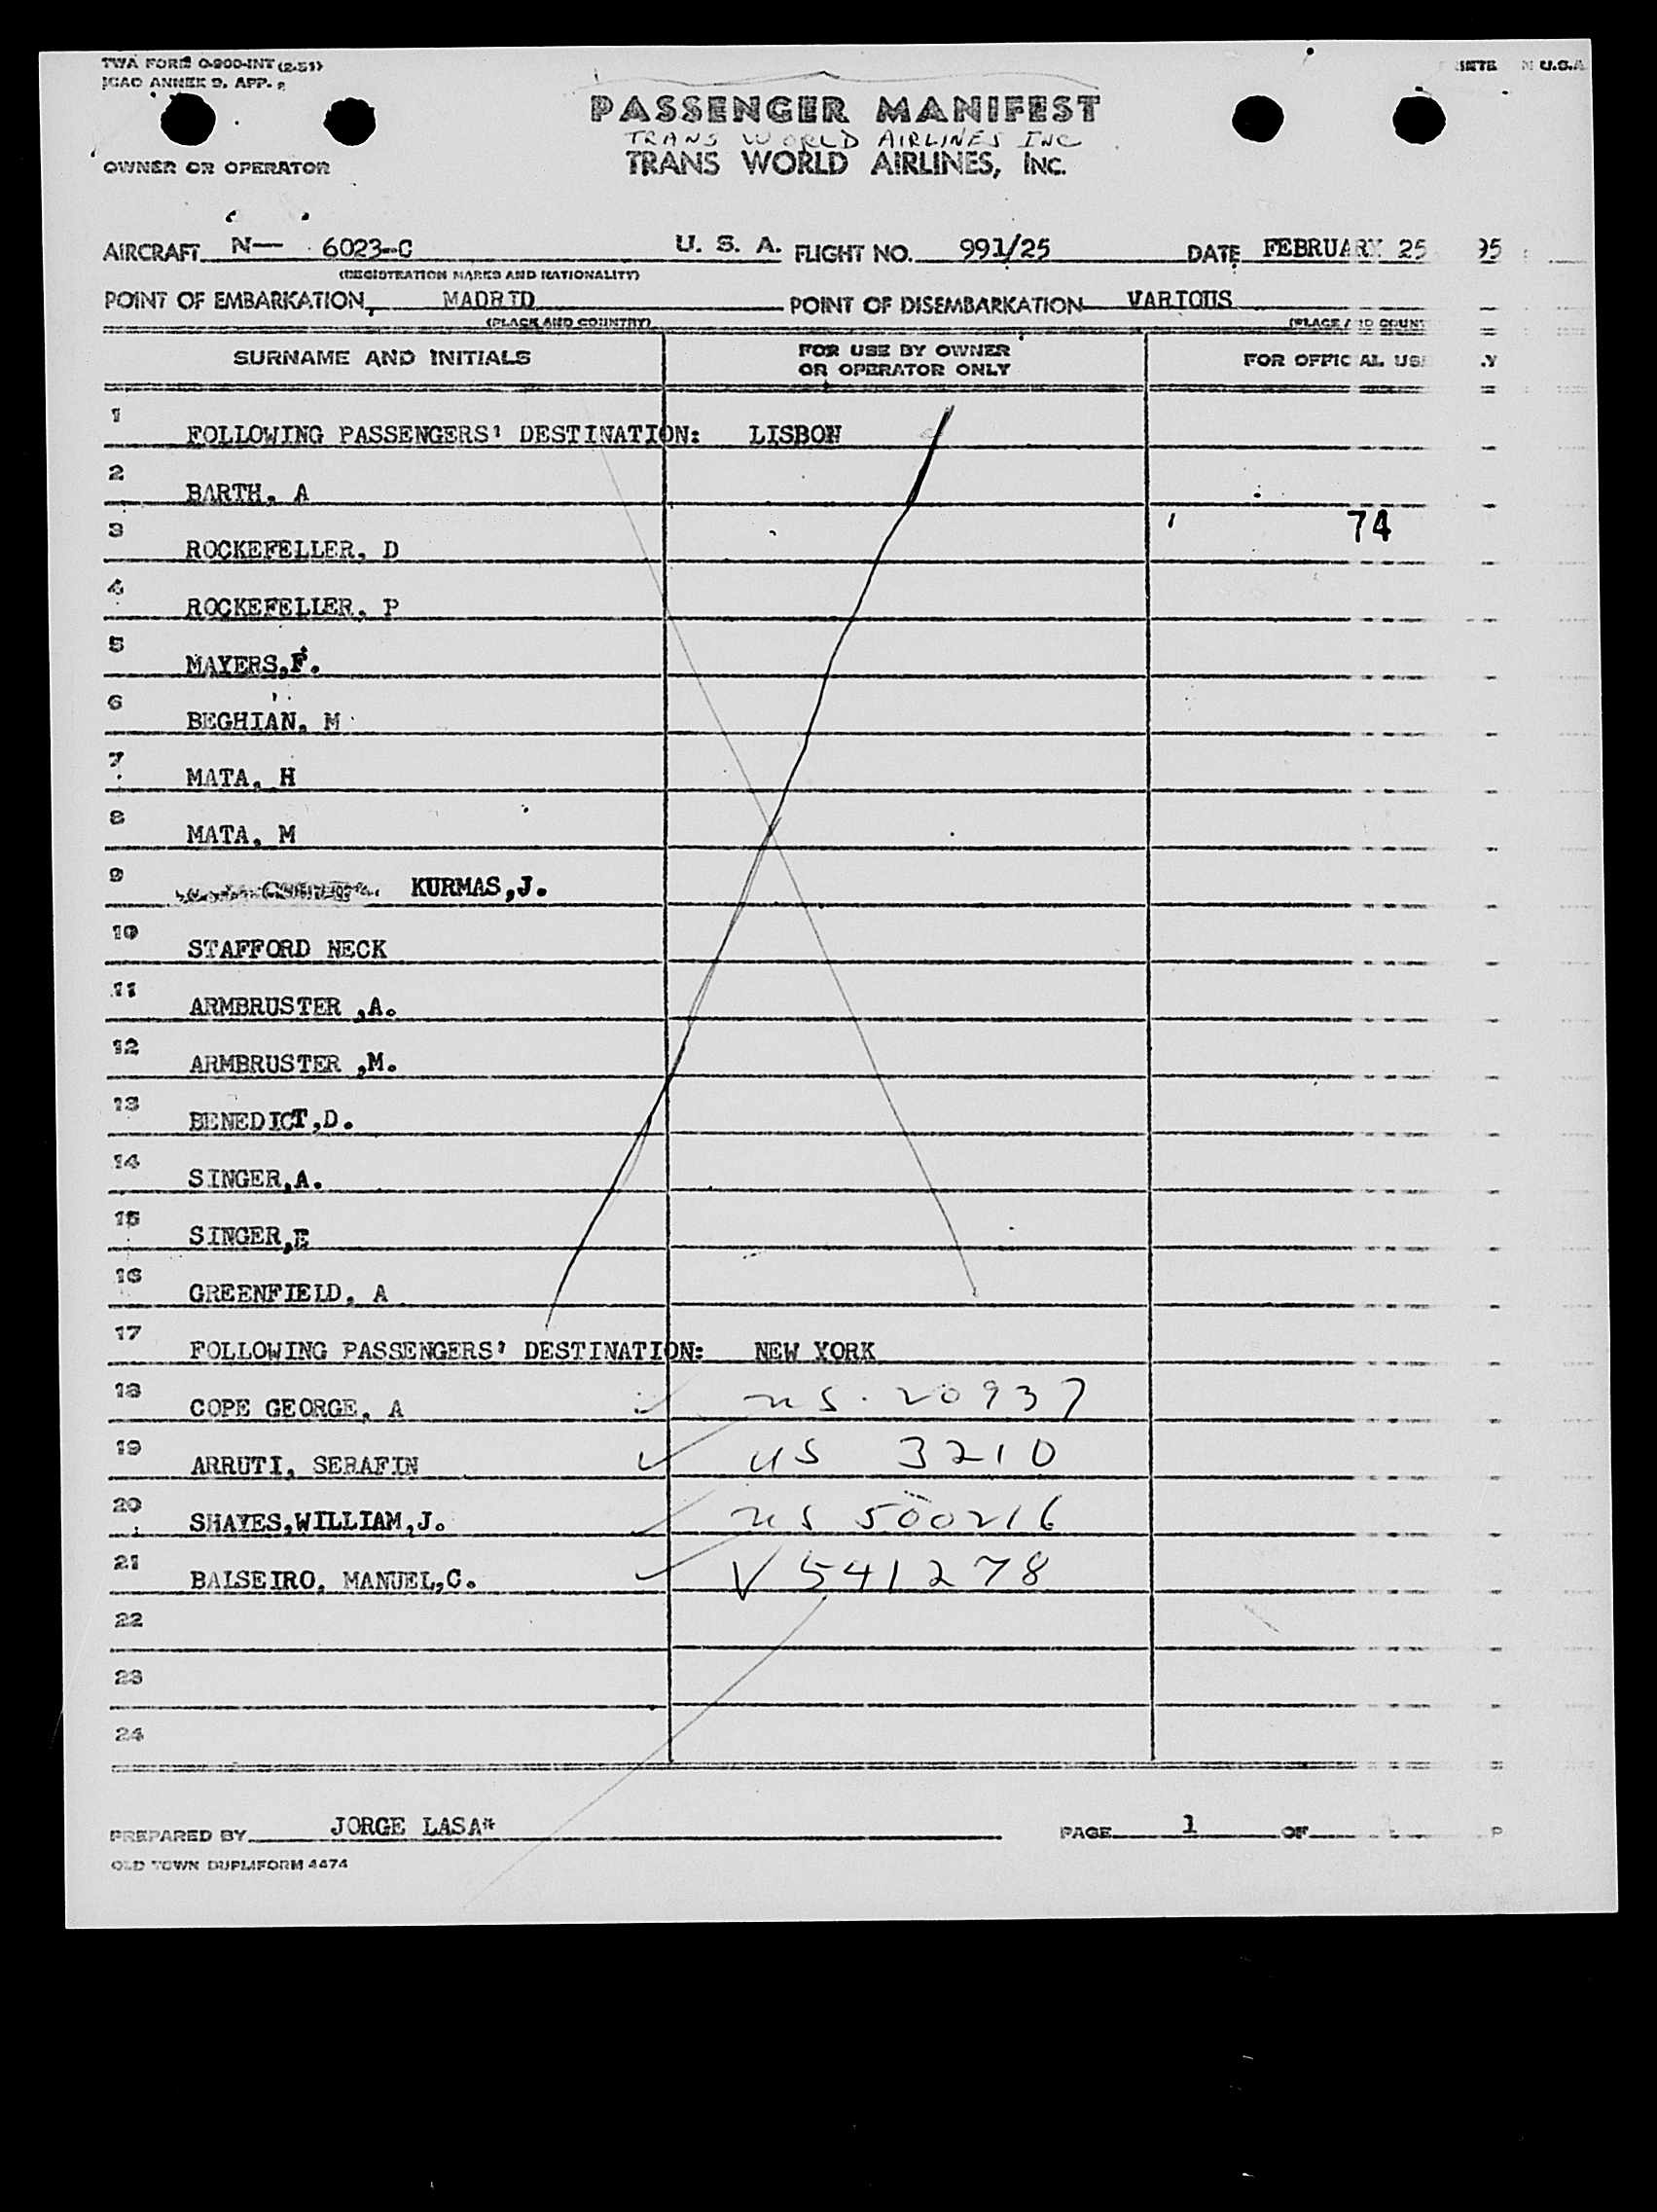 TWA FORM O-900-INT (2-51)
ICAO ANNEX 9, APP. 2
U.S.A
PASSENGER MANIFEST
TRANS WORLD AIRLINES INC
OWNER OR OPERATOR TRANS WORLD AIRLINES, INC.
AIRCRAFT N— 6023-C U. S. A. FLIGHT NO. 991/25 DATE FEBRUARY 25 95
(REGISTRATION MARKS AND NATIONALITY)
POINT OF EMBARKATION MADRID POINT OF DISEMBARKATION VARIOUS
(PLACE AND COUNTRY) (PLACE AND COUNT
SURNAME AND INITIALS FOR USE BY OWNER OR OPERATOR ONLY FOR OFFICIAL US Y
1 FOLLOWING PASSENGERS' DESTINATION: LISBON
2 BARTH, A
3 ROCKEFELLER, D 74
4 ROCKEFELLER, P
5 MAYERS,F.
6 BEGHIAN, M
7 MATA, H
8 MATA, M
9 KURMAS,J.
10 STAFFORD NECK
11 ARMBRUSTER ,A.
12 ARMBRUSTER ,M.
13 BENEDICT,D.
14 SINGER,A.
15 SINGER,E
16 GREENFIELD, A
17 FOLLOWING PASSENGERS' DESTINATION: NEW YORK
18 COPE GEORGE, A ✓ US. 20937
19 ARRUTI, SERAFIN ✓ US 3210
20 SHAYES,WILLIAM,J. ✓ US 500216
21 BALSEIRO, MANUEL,C. ✓ V 541278
22
23
24
PREPARED BY JORGE LASA* PAGE 1 OF P
OLD TOWN DUPLIFORM 4474